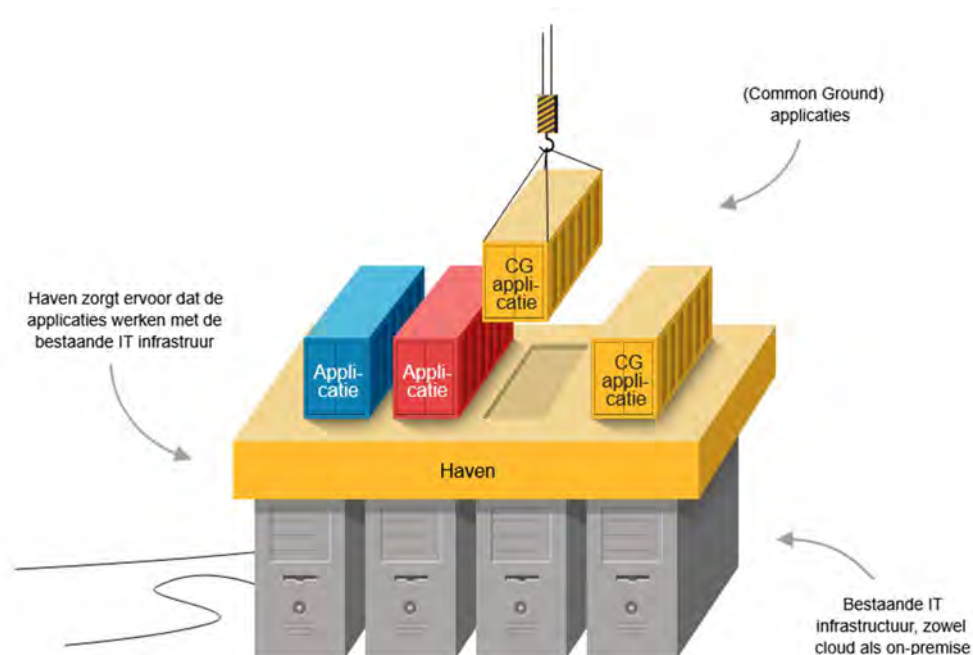 (Common Ground)
applicaties
CG
appli-
catie
Haven zorgt ervoor dat de
applicaties werken met de
bestaande IT infrastruur
Appli-
catie
Appli-
catie
CG
appli-
catie
Haven
Bestaande IT
infrastructuur, zowel
cloud als on-premise